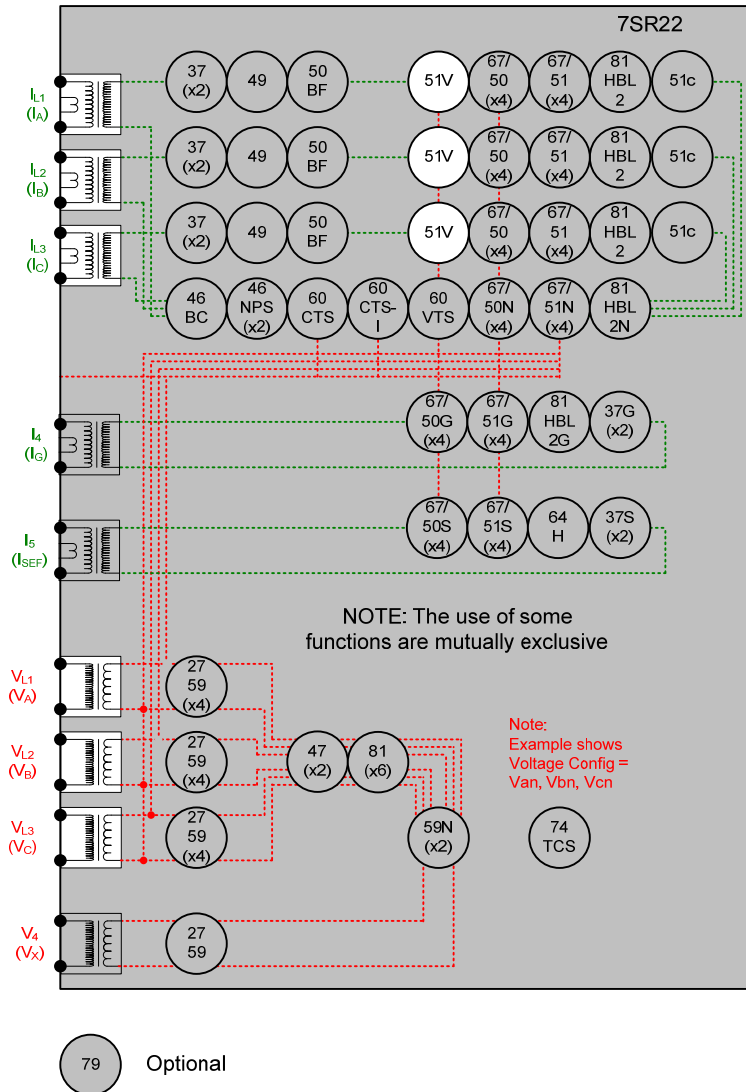 7SR22
IL1
(IA)
37
(x2)
49
50
BF
51V
67/
50
(x4)
67/
51
(x4)
81
HBL
2
51c
IL2
(IB)
37
(x2)
49
50
BF
51V
67/
50
(x4)
67/
51
(x4)
81
HBL
2
51c
IL3
(IC)
37
(x2)
49
50
BF
51V
67/
50
(x4)
67/
51
(x4)
81
HBL
2
51c
46
BC
46
NPS
(x2)
60
CTS
60
CTS-
I
60
VTS
67/
50N
(x4)
67/
51N
(x4)
81
HBL
2N
I4
(IG)
67/
50G
(x4)
67/
51G
(x4)
81
HBL
2G
37G
(x2)
I5
(ISEF)
67/
50S
(x4)
67/
51S
(x4)
64
H
37S
(x2)
NOTE: The use of some
functions are mutually exclusive
VL1
(VA)
27
59
(x4)
VL2
(VB)
27
59
(x4)
47
(x2)
81
(x6)
Note:
Example shows
Voltage Config =
Van, Vbn, Vcn
VL3
(VC)
27
59
(x4)
59N
(x2)
74
TCS
V4
(VX)
27
59
79
Optional